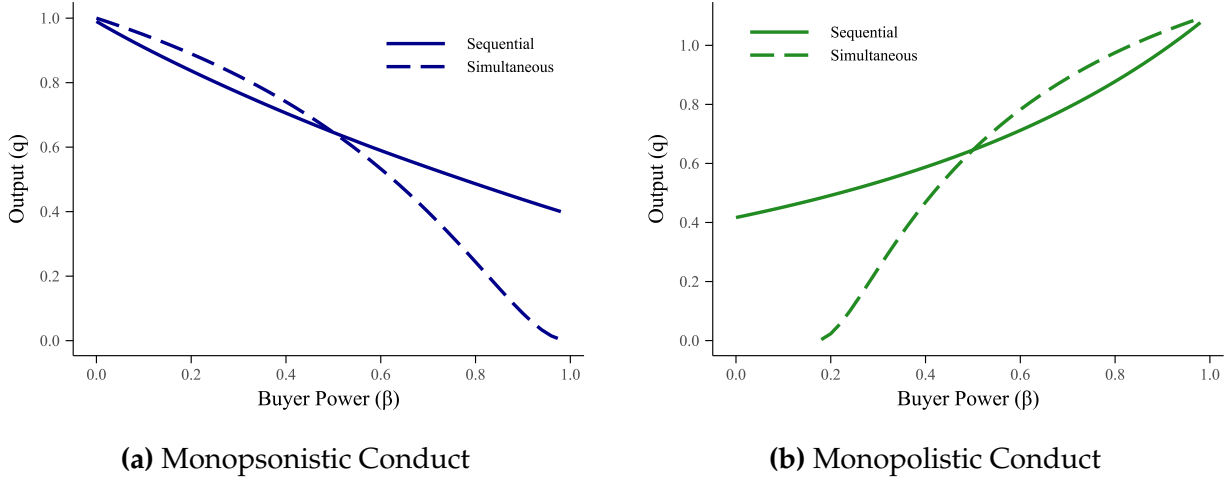 1.0
0.8
0.6
0.4
0.2
0.0
Output (q)
Sequential
Simultaneous
0.0 0.2 0.4 0.6 0.8 1.0
Buyer Power (β)
(a) Monopsonistic Conduct
1.0
0.8
0.6
0.4
0.2
0.0
Output (q)
Sequential
Simultaneous
0.0 0.2 0.4 0.6 0.8 1.0
Buyer Power (β)
(b) Monopolistic Conduct